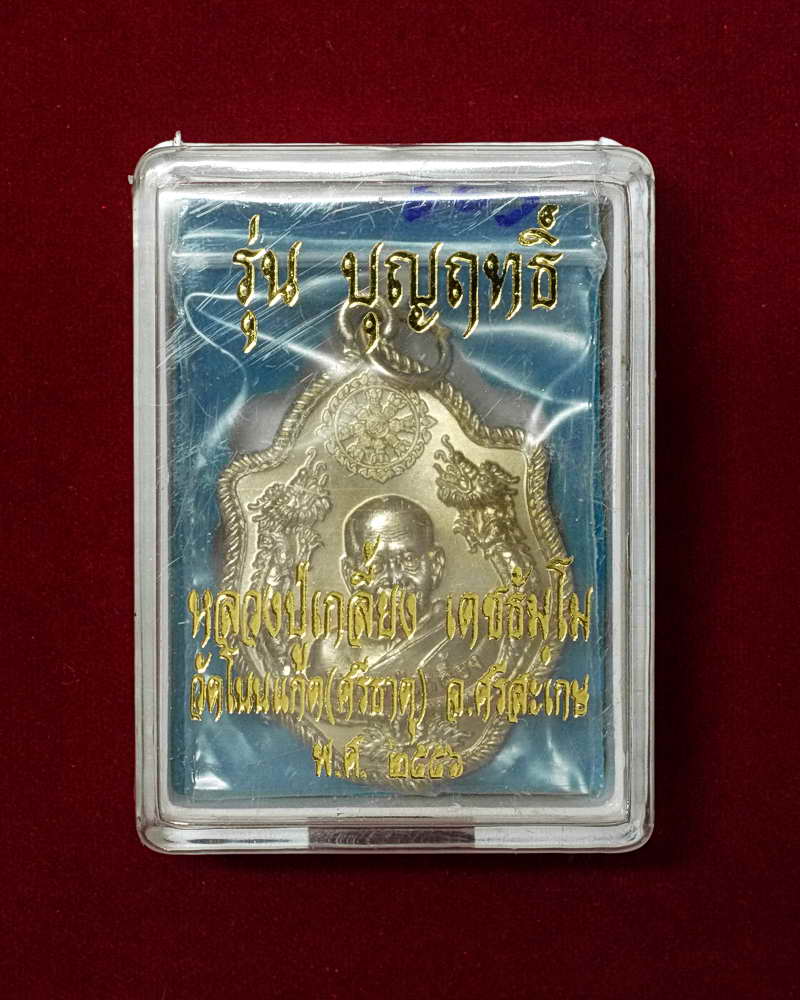 รุ่น บุญฤทธิ์
หลวงปู่เกลี้ยง เตชธัมฺโม
วัดโนนแกด(ศรีธาตุ) จ.ศรีสะเกษ
พ.ศ. ๒๕๕๖